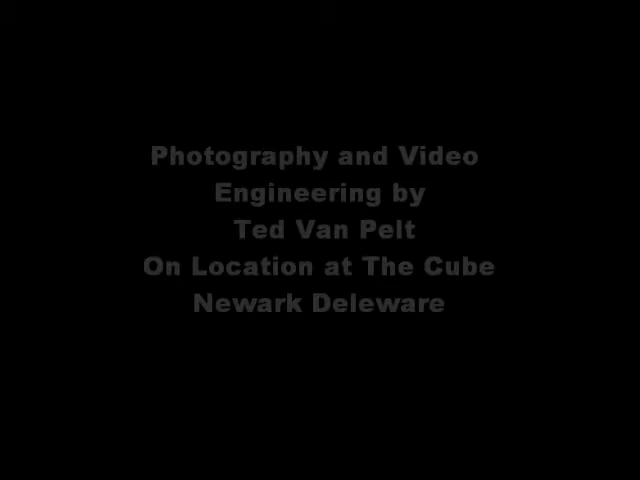 Photography and Video
Engineering by
Ted Van Pelt
On Location at The Cube
Newark Deleware